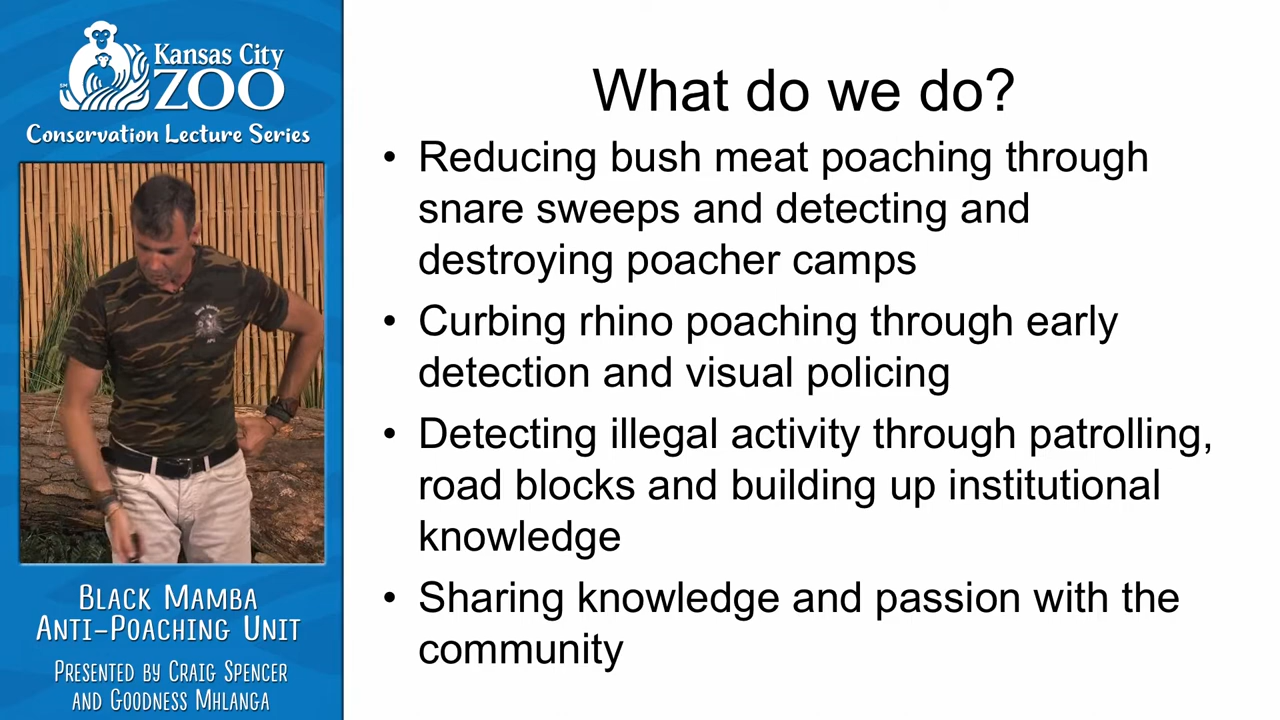 Kansas City
ZOO
SM
Conservation Lecture Series
BLACK MAMBA
ANTI-POACHING UNIT
PRESENTED BY CRAIG SPENCER
AND GOODNESS MHLANGA
What do we do?
• Reducing bush meat poaching through
snare sweeps and detecting and
destroying poacher camps
• Curbing rhino poaching through early
detection and visual policing
• Detecting illegal activity through patrolling,
road blocks and building up institutional
knowledge
• Sharing knowledge and passion with the
community